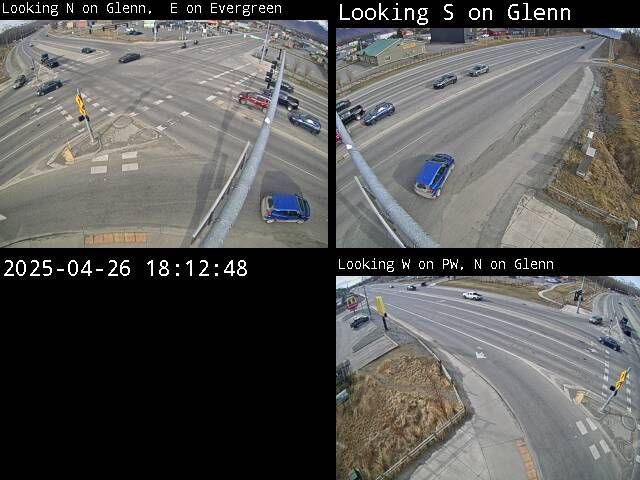 Looking N on Glenn,  E on Evergreen
Looking S on Glenn
2025-04-26 18:12:48
Looking W on PW, N on Glenn